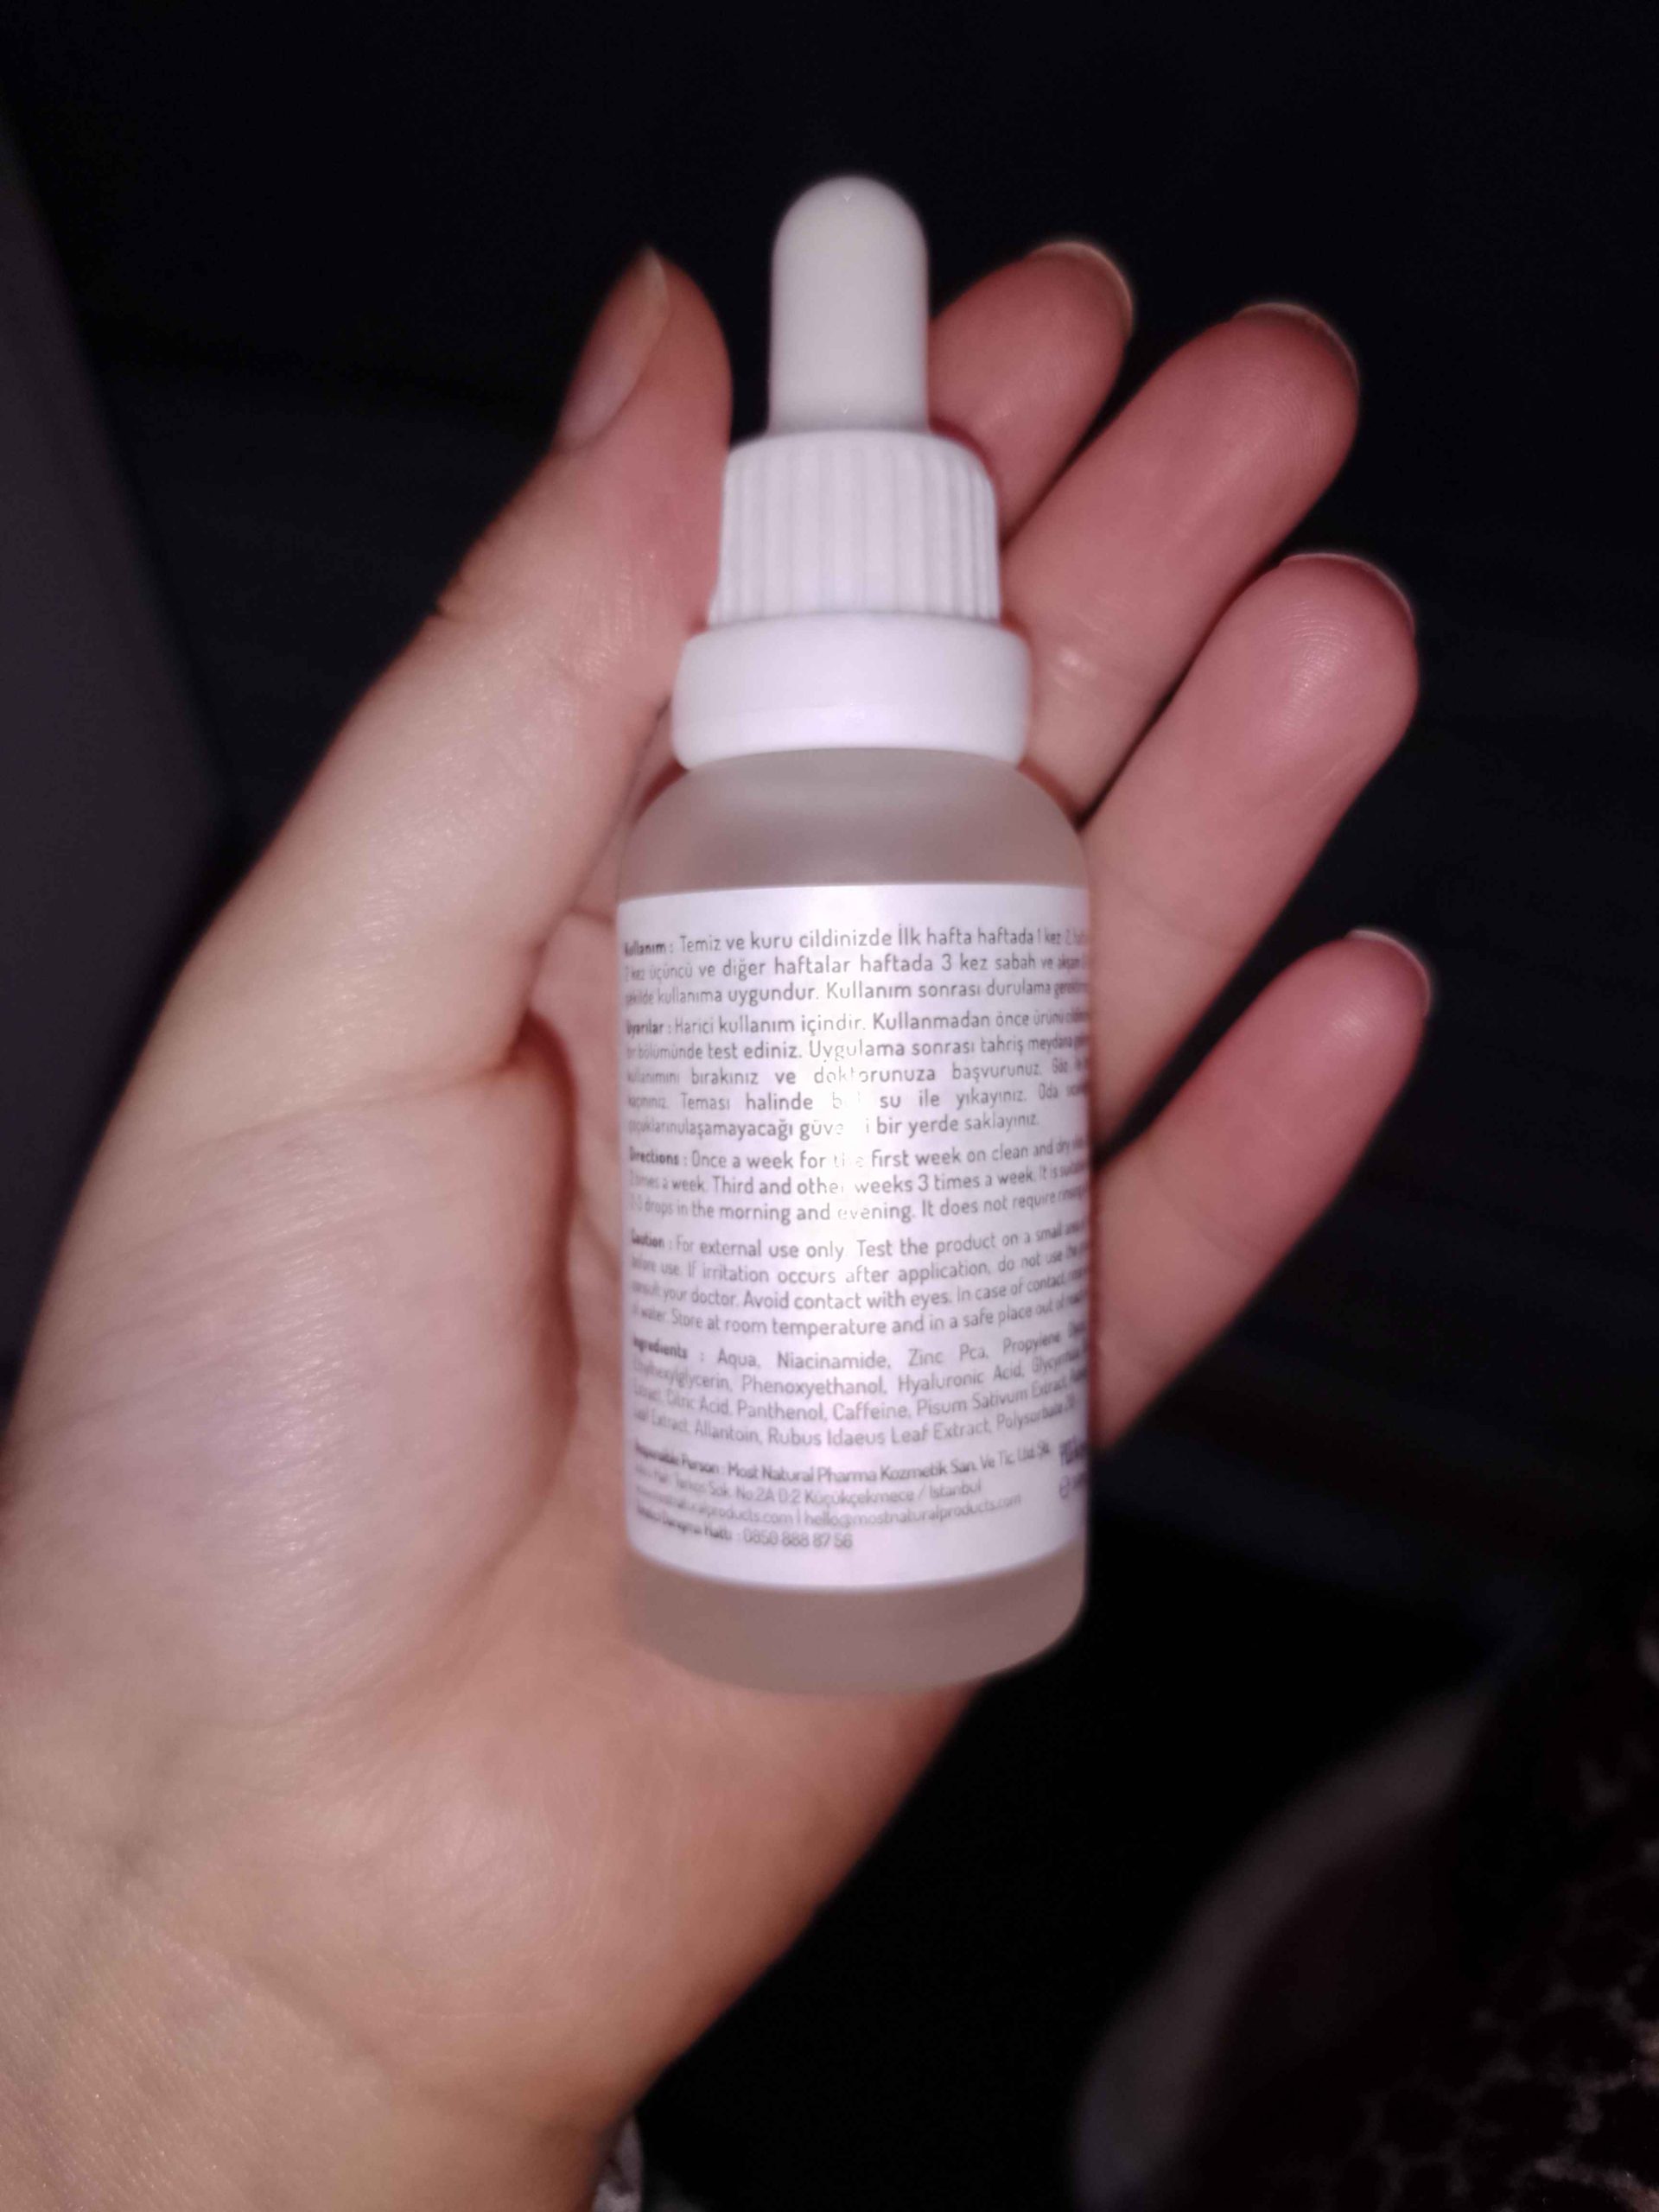 Kullanım : Temiz ve kuru cildinizde İlk hafta haftada 1 kez 2.
2 kez üçüncü ve diğer haftalar haftada 3 kez sabah ve akşam
şekilde kullanıma uygundur. Kullanım sonrası durulama
Uyarılar : Harici kullanım içindir. Kullanmadan önce ürünü
bir bölümünde test ediniz. Uygulama sonrası tahriş meydana
kullanımını bırakınız ve doktorunuza başvurunuz. Göz
kaçınınız. Teması halinde su ile yıkayınız. Oda
çocuklarınulaşamayacağı bir yerde saklayınız.
Directions : Once a week for first week on clean and dry
2 times a week. Third and other weeks 3 times a week. It is
drops in the morning and evening. It does not require
Caution : For external use only Test the product on a small area
before use. If irritation occurs after application, do not use the
consult your doctor. Avoid contact with eyes. In case of contact,
of water. Store at room temperature and in a safe place out of
Ingredients : Aqua, Niacinamide, Zinc Pca, Propylene
Ethylhexylglycerin, Phenoxyethanol, Hyaluronic Acid,
Extract, Citric Acid, Panthenol, Caffeine, Pisum Sativum Extract,
Leaf Extract, Allantoin, Rubus Idaeus Leaf Extract, Polysorbate 20
Responsible Person : Most Natural Pharma Kozmetik San. Ve Tic. Ltd. Şti.
Sok. No:2A D:2 Küçükçekmece / İstanbul
| hello@mostnaturalproducts.com
Hattı : 0850 888 87 56